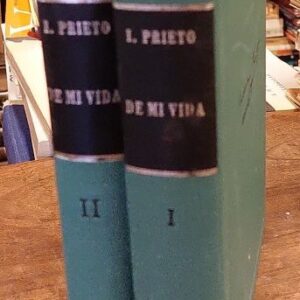 I. PRIETO
DE MI VIDA
II
I. PRIETO
DE MI VIDA
I